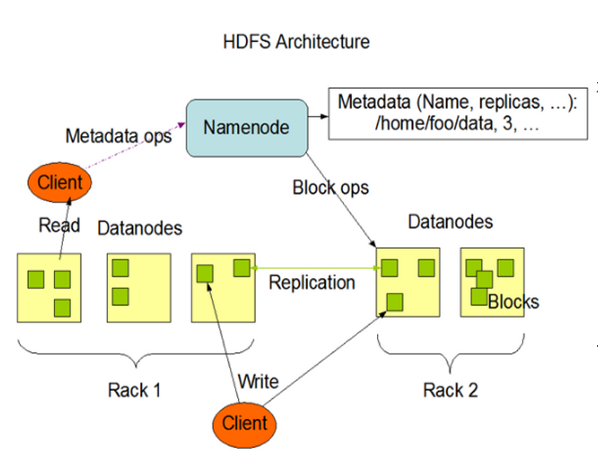 HDFS Architecture
Metadata (Name, replicas, ...):
/home/foo/data, 3, ...
Namenode
Metadata ops
Client
Block ops
Read
Datanodes
Datanodes
Replication
Blocks
Rack 1
Write
Rack 2
Client